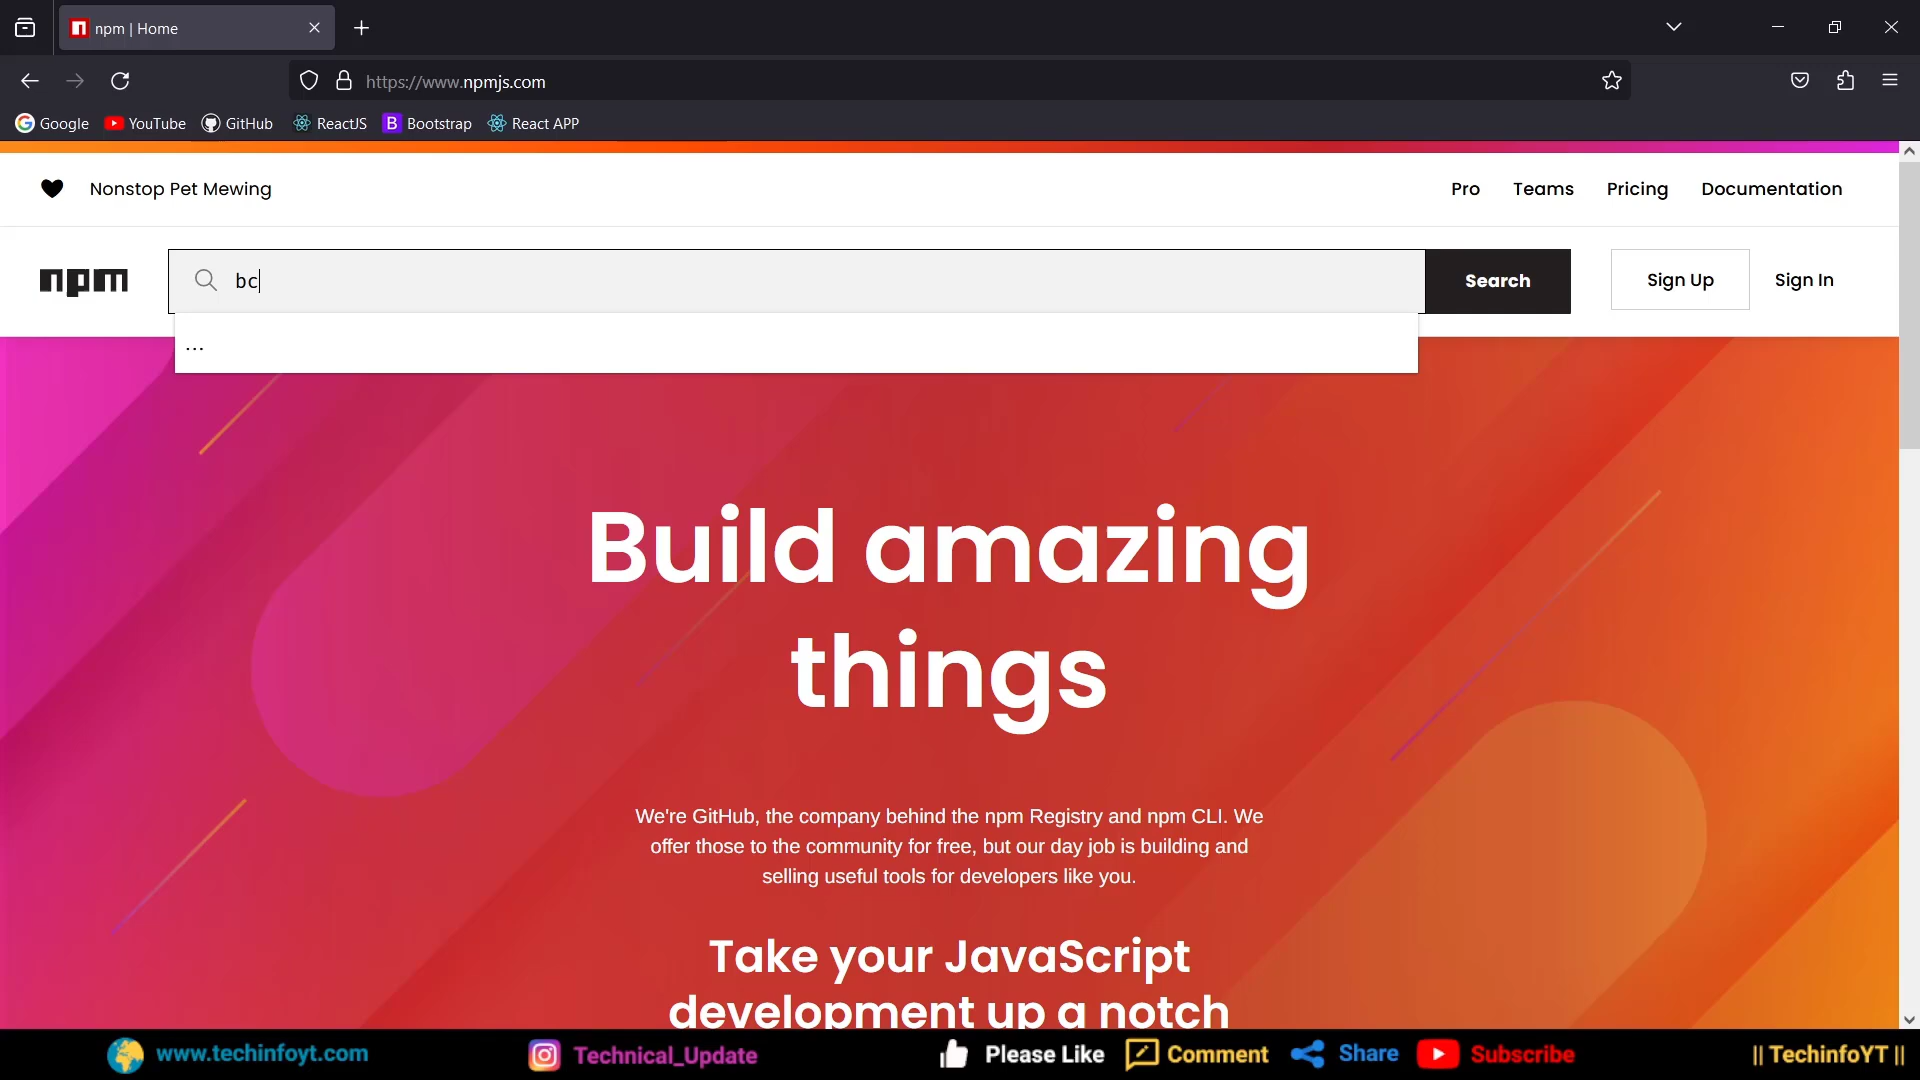 npm | Home
https://www.npmjs.com
Google YouTube GitHub ReactJS Bootstrap React APP
Nonstop Pet Mewing
Pro Teams Pricing Documentation
npm
bc
Search
Sign Up
Sign In
...
Build amazing
things
We're GitHub, the company behind the npm Registry and npm CLI. We
offer those to the community for free, but our day job is building and
selling useful tools for developers like you.
Take your JavaScript
development up a notch
www.techinfoyt.com
Technical_Update
Please Like
Comment
Share
Subscribe
|| TechinfoYT ||